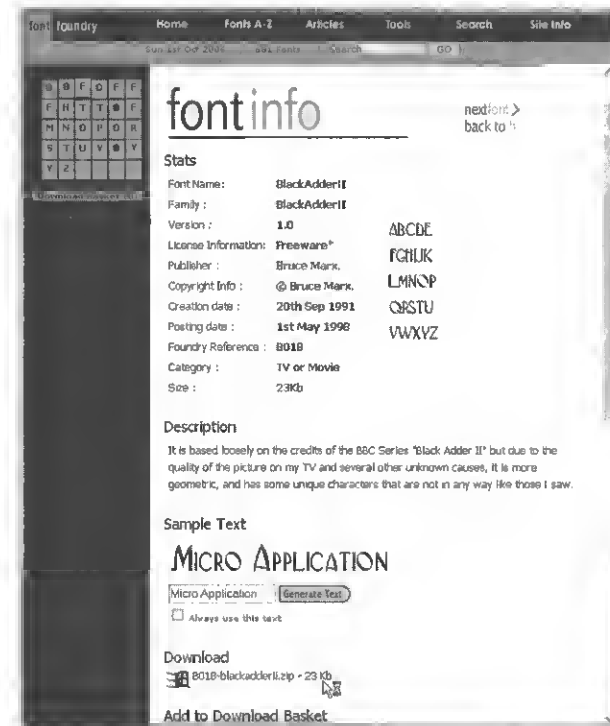 font foundry
Home Fonts A-Z Articles Tools Search Site Info
Sun 1st Oct Fonts Search GO
F H T T F
M N O P O R
S T U V Y
Y Z
fontinfo
nextfont >
back to
Stats
Font Name: BlackAdderII
Family : BlackAdderII
Version : 1.0
License Information: Freeware*
Publisher : Bruce Marx.
Copyright Info : © Bruce Marx.
Creation date : 20th Sep 1991
Posting date : 1st May 1998
Foundry Reference : 8018
Category : TV or Movie
Size : 23Kb
ABCDE
FGHIJK
LMNOP
QRSTU
VWXYZ
Description
It is based loosely on the credits of the BBC Series "Black Adder II" but due to the
quality of the picture on my TV and several other unknown causes, it is more
geometric, and has some unique characters that are not in any way like those I saw.
Sample Text
MICRO APPLICATION
Micro Application Generate Text
Always use this text
Download
8018-blackadderii.zip - 23 Kb
Add to Download Basket